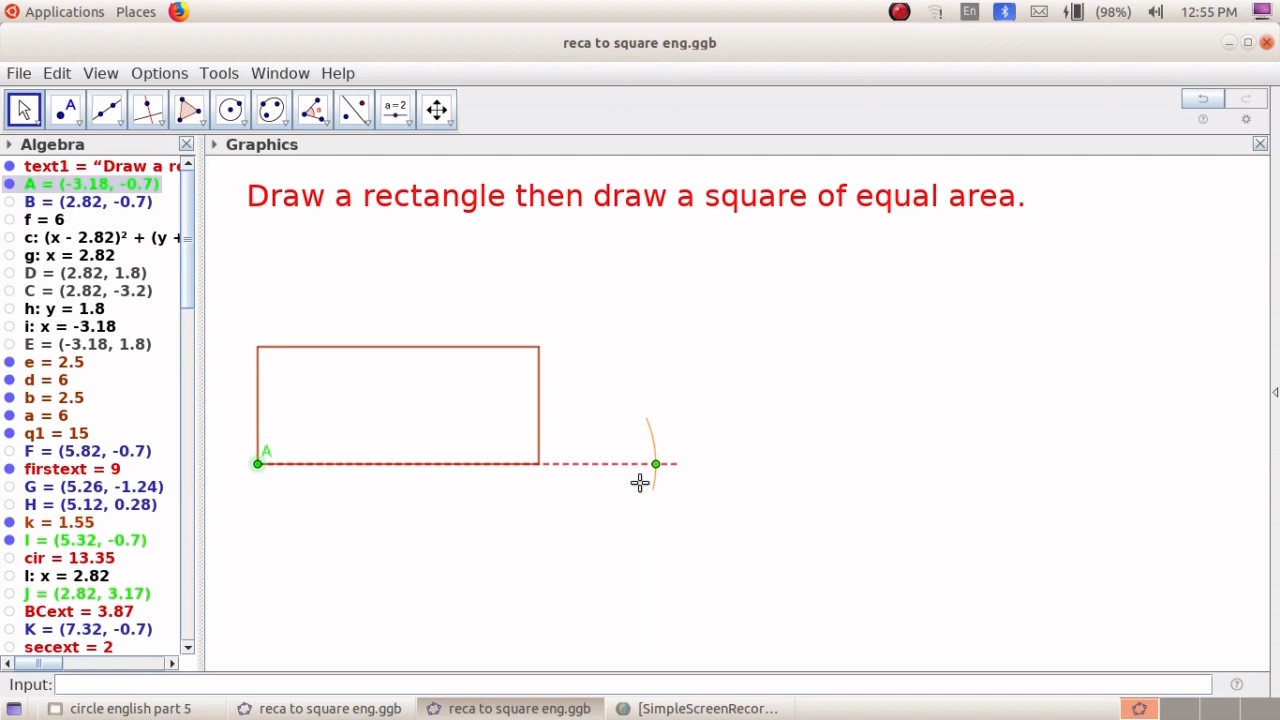 Applications Places En (98%) 12:55 PM
reca to square eng.ggb
File Edit View Options Tools Window Help
A α a=2
Algebra Graphics
text1 = “Draw a re
A = (-3.18, -0.7)
B = (2.82, -0.7)
f = 6
c: (x - 2.82)² + (y +
g: x = 2.82
D = (2.82, 1.8)
C = (2.82, -3.2)
h: y = 1.8
i: x = -3.18
E = (-3.18, 1.8)
e = 2.5
d = 6
b = 2.5
a = 6
q1 = 15
F = (5.82, -0.7)
firstext = 9
G = (5.26, -1.24)
H = (5.12, 0.28)
k = 1.55
I = (5.32, -0.7)
cir = 13.35
l: x = 2.82
J = (2.82, 3.17)
BCext = 3.87
K = (7.32, -0.7)
secext = 2
Draw a rectangle then draw a square of equal area.
A
Input:
circle english part 5 reca to square eng.ggb reca to square eng.ggb [SimpleScreenRecor...